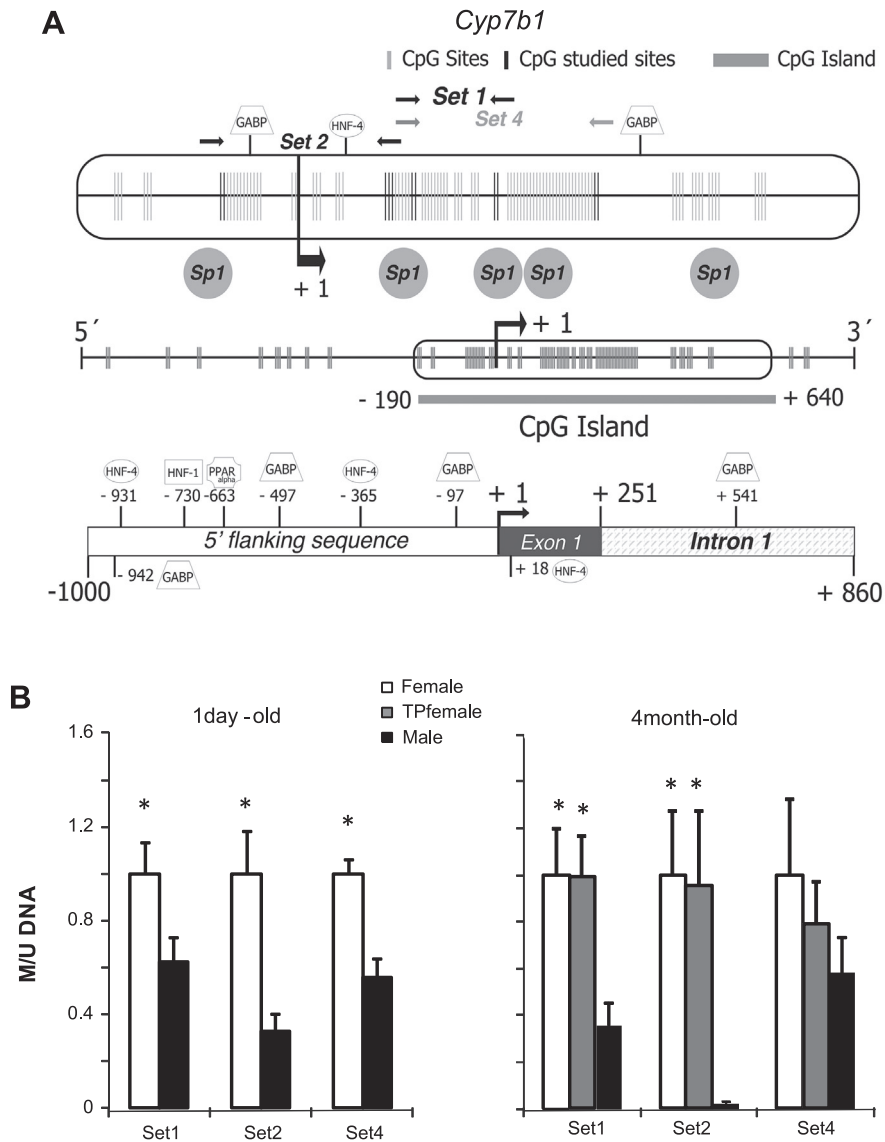 A
Cyp7b1
CpG Sites CpG studied sites CpG Island
Set 1
Set 4
GABP Set 2 HNF-4 GABP
Sp1 Sp1 Sp1 Sp1 Sp1
+ 1
5´ + 1 3´
- 190 + 640
CpG Island
HNF-4 HNF-1 PPAR alpha GABP HNF-4 GABP GABP
- 931 - 730 -663 - 497 - 365 - 97 + 1 + 251 + 541
5’ flanking sequence Exon 1 Intron 1
- 942 GABP + 18 HNF-4
-1000 + 860
B
Female
TPfemale
Male
1day -old 4month-old
M/U DNA
1.6
1.2
0.8
0.4
0
* * * * * * *
Set1 Set2 Set4 Set1 Set2 Set4